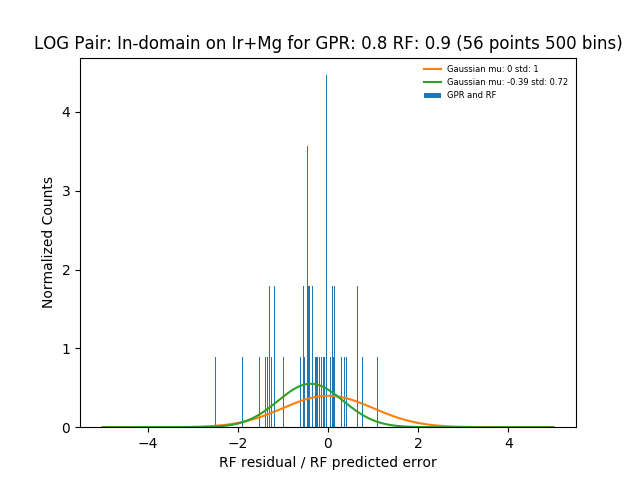 LOG Pair: In-domain on Ir+Mg for GPR: 0.8 RF: 0.9 (56 points 500 bins)
Gaussian mu: 0 std: 1
Gaussian mu: -0.39 std: 0.72
GPR and RF
Normalized Counts
4
3
2
1
0
−4 −2 0 2 4
RF residual / RF predicted error